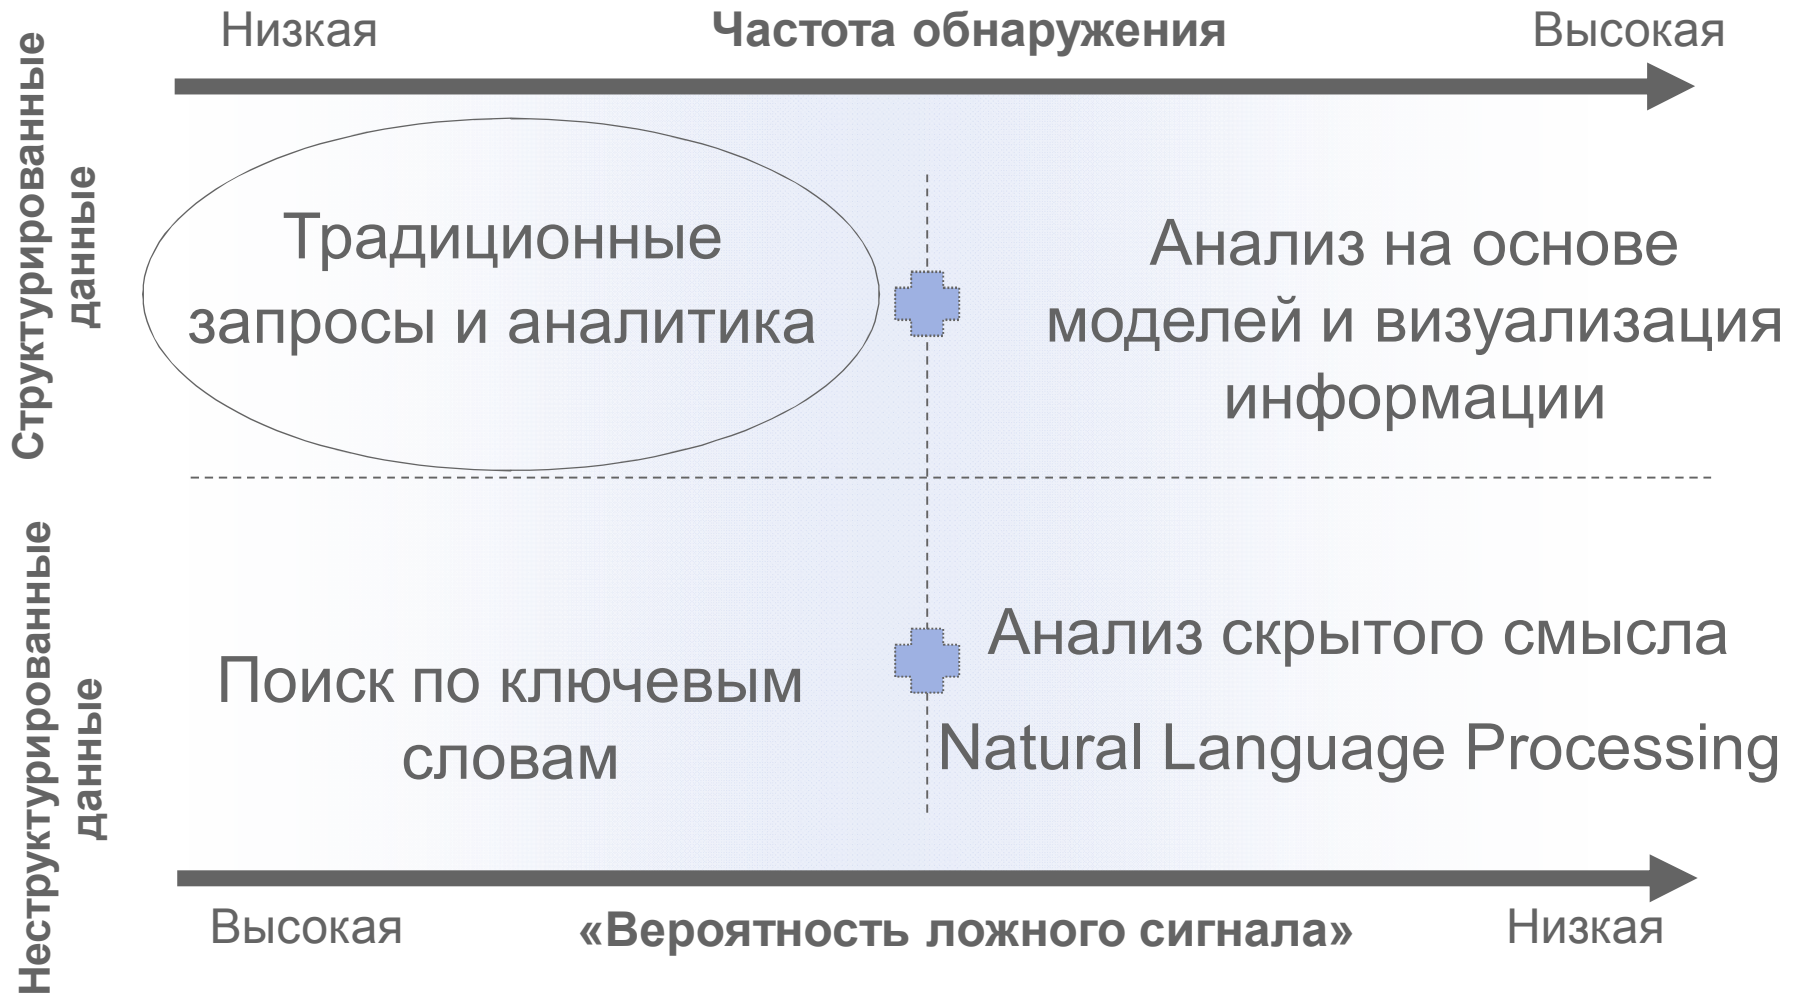 Низкая
Частота обнаружения
Высокая
Структурированные
данные
Традиционные
запросы и аналитика
Анализ на основе
моделей и визуализация
информации
Неструктурированные
данные
Поиск по ключевым
словам
Анализ скрытого смысла
Natural Language Processing
Высокая
«Вероятность ложного сигнала»
Низкая